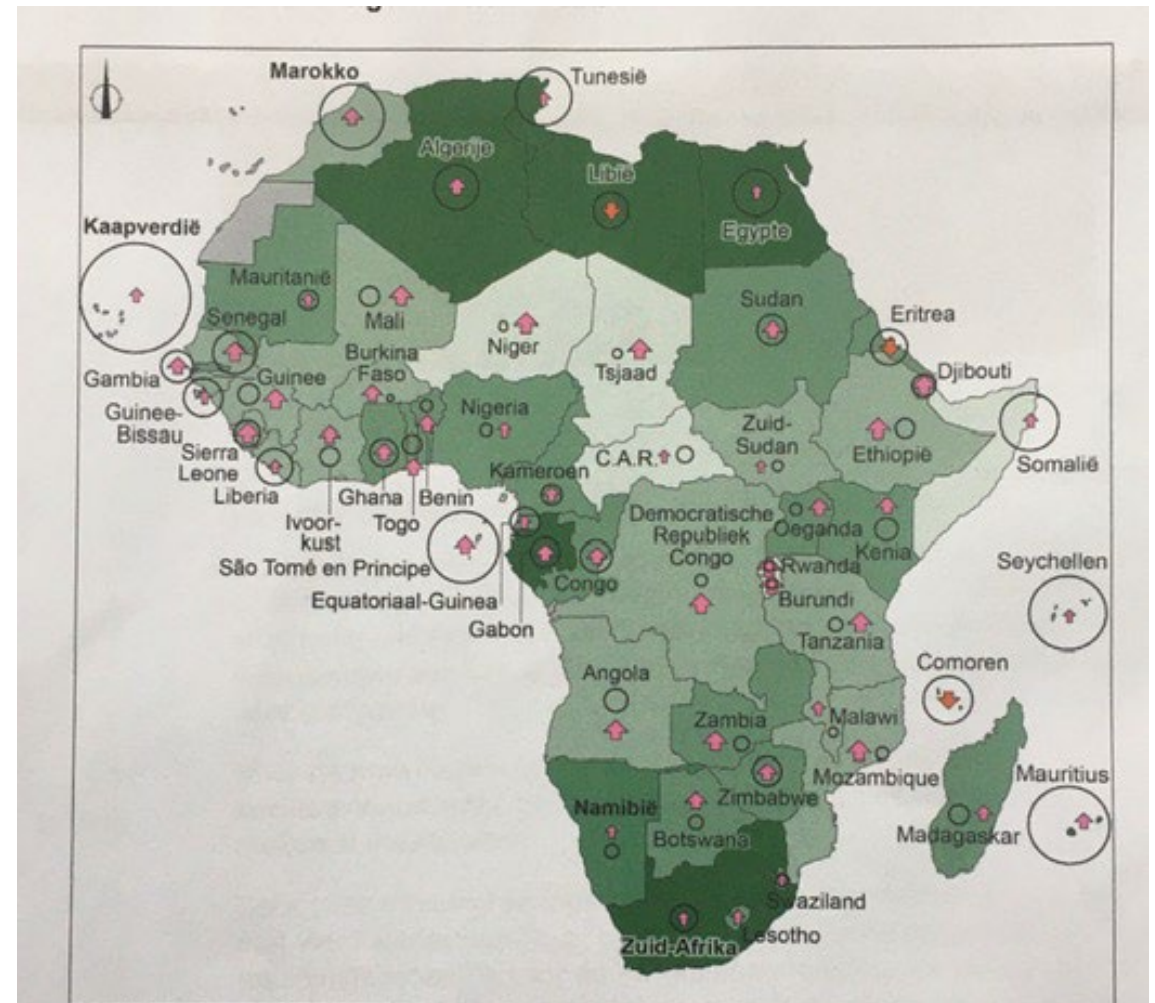 Marokko
Tunesië
Algerije
Libië
Egypte
Kaapverdië
Mauritanië
Mali
Niger
Tsjaad
Sudan
Eritrea
Senegal
Burkina
Faso
Djibouti
Gambia
Guinee
Guinee-
Bissau
Nigeria
Zuid-
Sudan
Ethiopië
Somalië
Sierra
Leone
Liberia
C.A.R.
Kameroen
Ivoor-
kust
Ghana
Togo
Benin
Democratische
Republiek
Congo
Oeganda
Kenia
São Tomé en Principe
Congo
Rwanda
Seychellen
Equatoriaal-Guinea
Burundi
Gabon
Tanzania
Angola
Comoren
Zambia
Malawi
Mozambique
Mauritius
Namibië
Zimbabwe
Botswana
Madagaskar
Swaziland
Zuid-Afrika
Lesotho